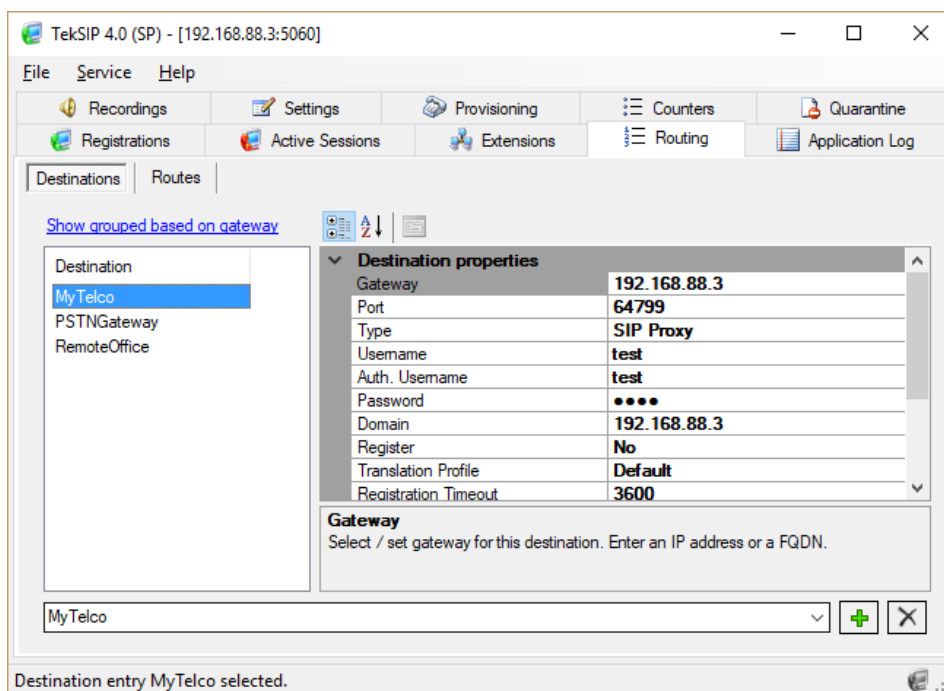 TekSIP 4.0 (SP) - [192.168.88.3:5060]
File Service Help
Recordings Settings Provisioning Counters Quarantine
Registrations Active Sessions Extensions Routing Application Log
Destinations Routes
Show grouped based on gateway
Destination
MyTelco
PSTNGateway
RemoteOffice
Destination properties
Gateway 192.168.88.3
Port 64799
Type SIP Proxy
Username test
Auth. Username test
Password ●●●●
Domain 192.168.88.3
Register No
Translation Profile Default
Registration Timeout 3600
Gateway
Select / set gateway for this destination. Enter an IP address or a FQDN.
MyTelco
Destination entry MyTelco selected.